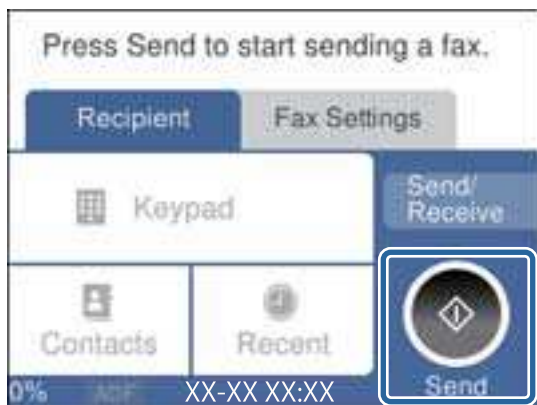 Press Send to start sending a fax.
Recipient
Fax Settings
Keypad
Send/
Receive
Contacts
Recent
0% ADF XX-XX XX:XX
Send